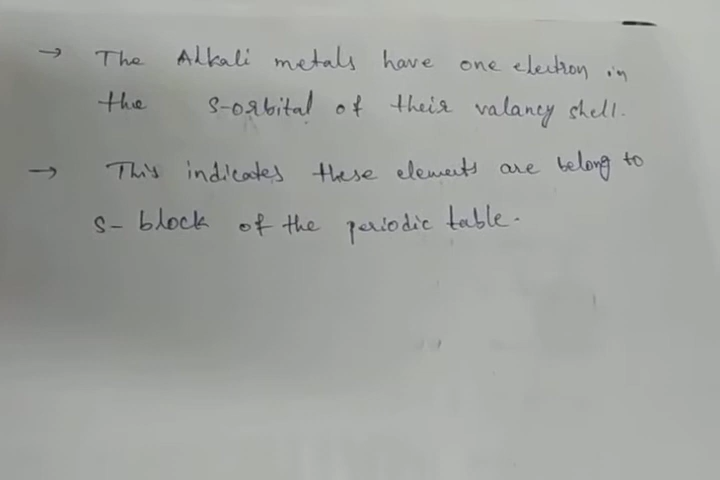 → The Alkali metals have one electron in
the s-orbital of their valancy shell.
→ This indicates these elements are belong to
s-block of the periodic table.